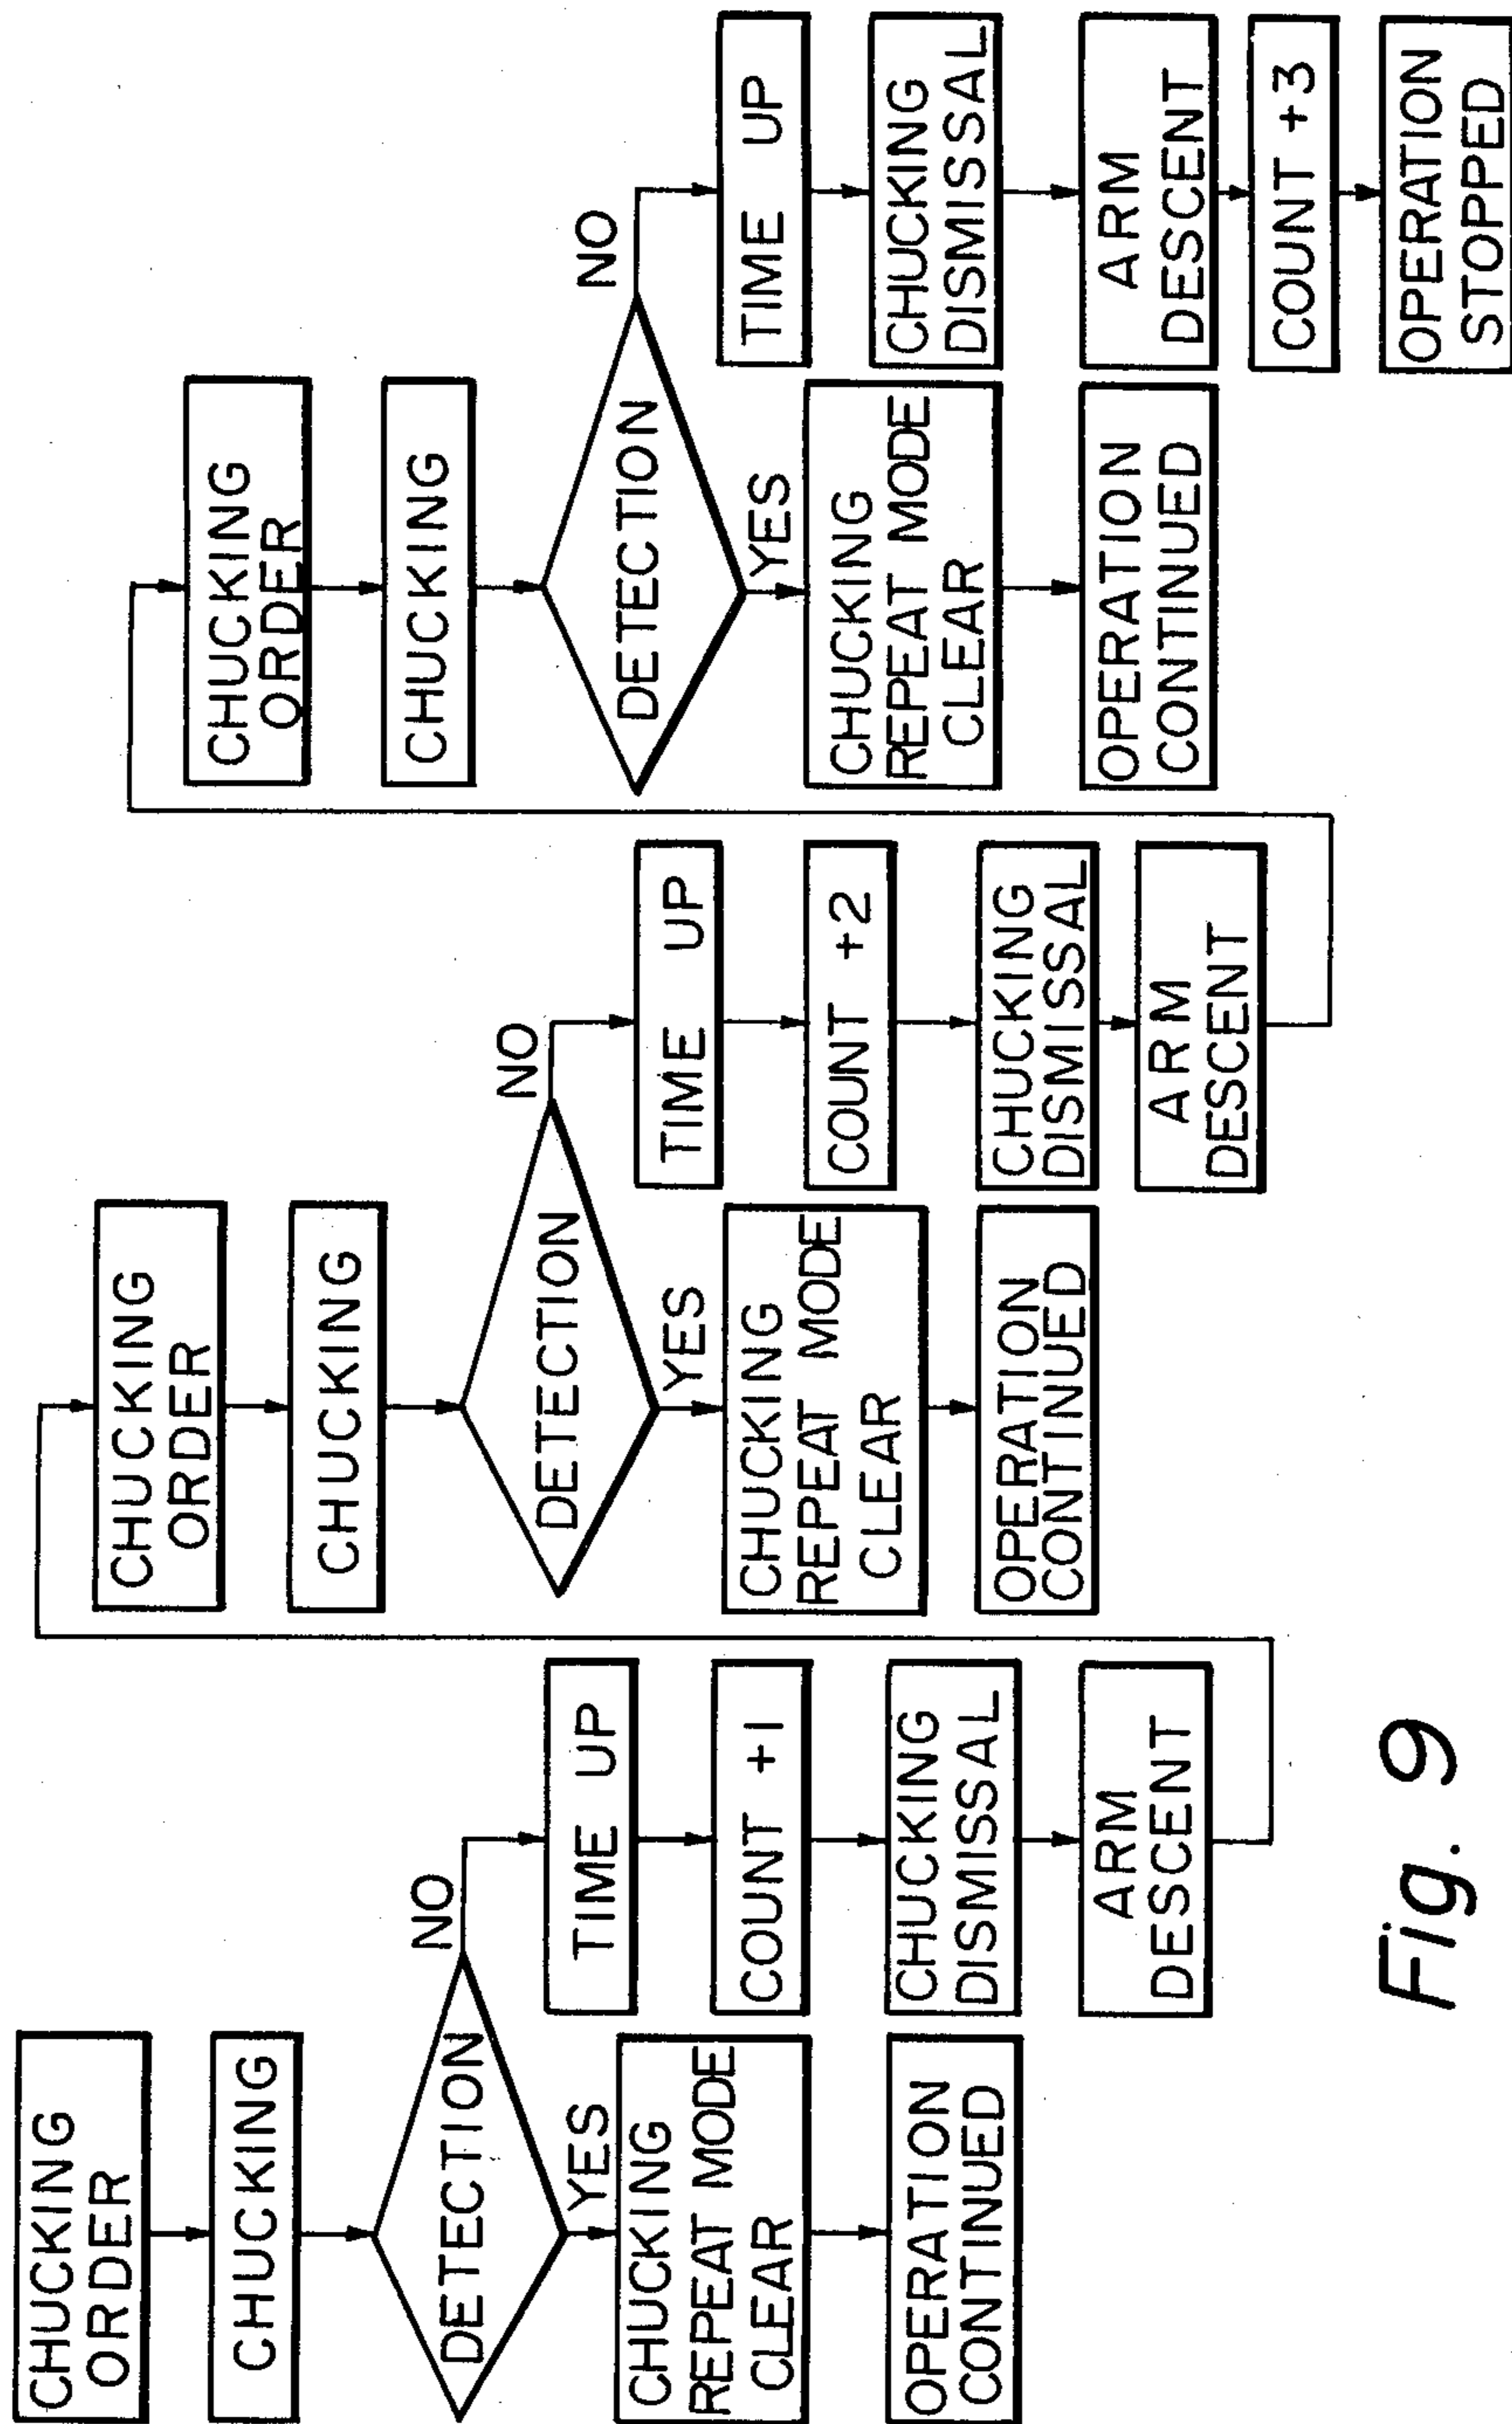 CHUCKING
ORDER
CHUCKING
DETECTION
NO
YES
CHUCKING
REPEAT MODE
CLEAR
OPERATION
CONTINUED
TIME UP
COUNT +1
CHUCKING
DISMISSAL
ARM
DESCENT
CHUCKING
ORDER
CHUCKING
DETECTION
NO
YES
CHUCKING
REPEAT MODE
CLEAR
OPERATION
CONTINUED
TIME UP
COUNT +2
CHUCKING
DISMISSAL
ARM
DESCENT
CHUCKING
ORDER
CHUCKING
DETECTION
NO
YES
CHUCKING
REPEAT MODE
CLEAR
OPERATION
CONTINUED
TIME UP
CHUCKING
DISMISSAL
ARM
DESCENT
COUNT +3
OPERATION
STOPPED
Fig. 9